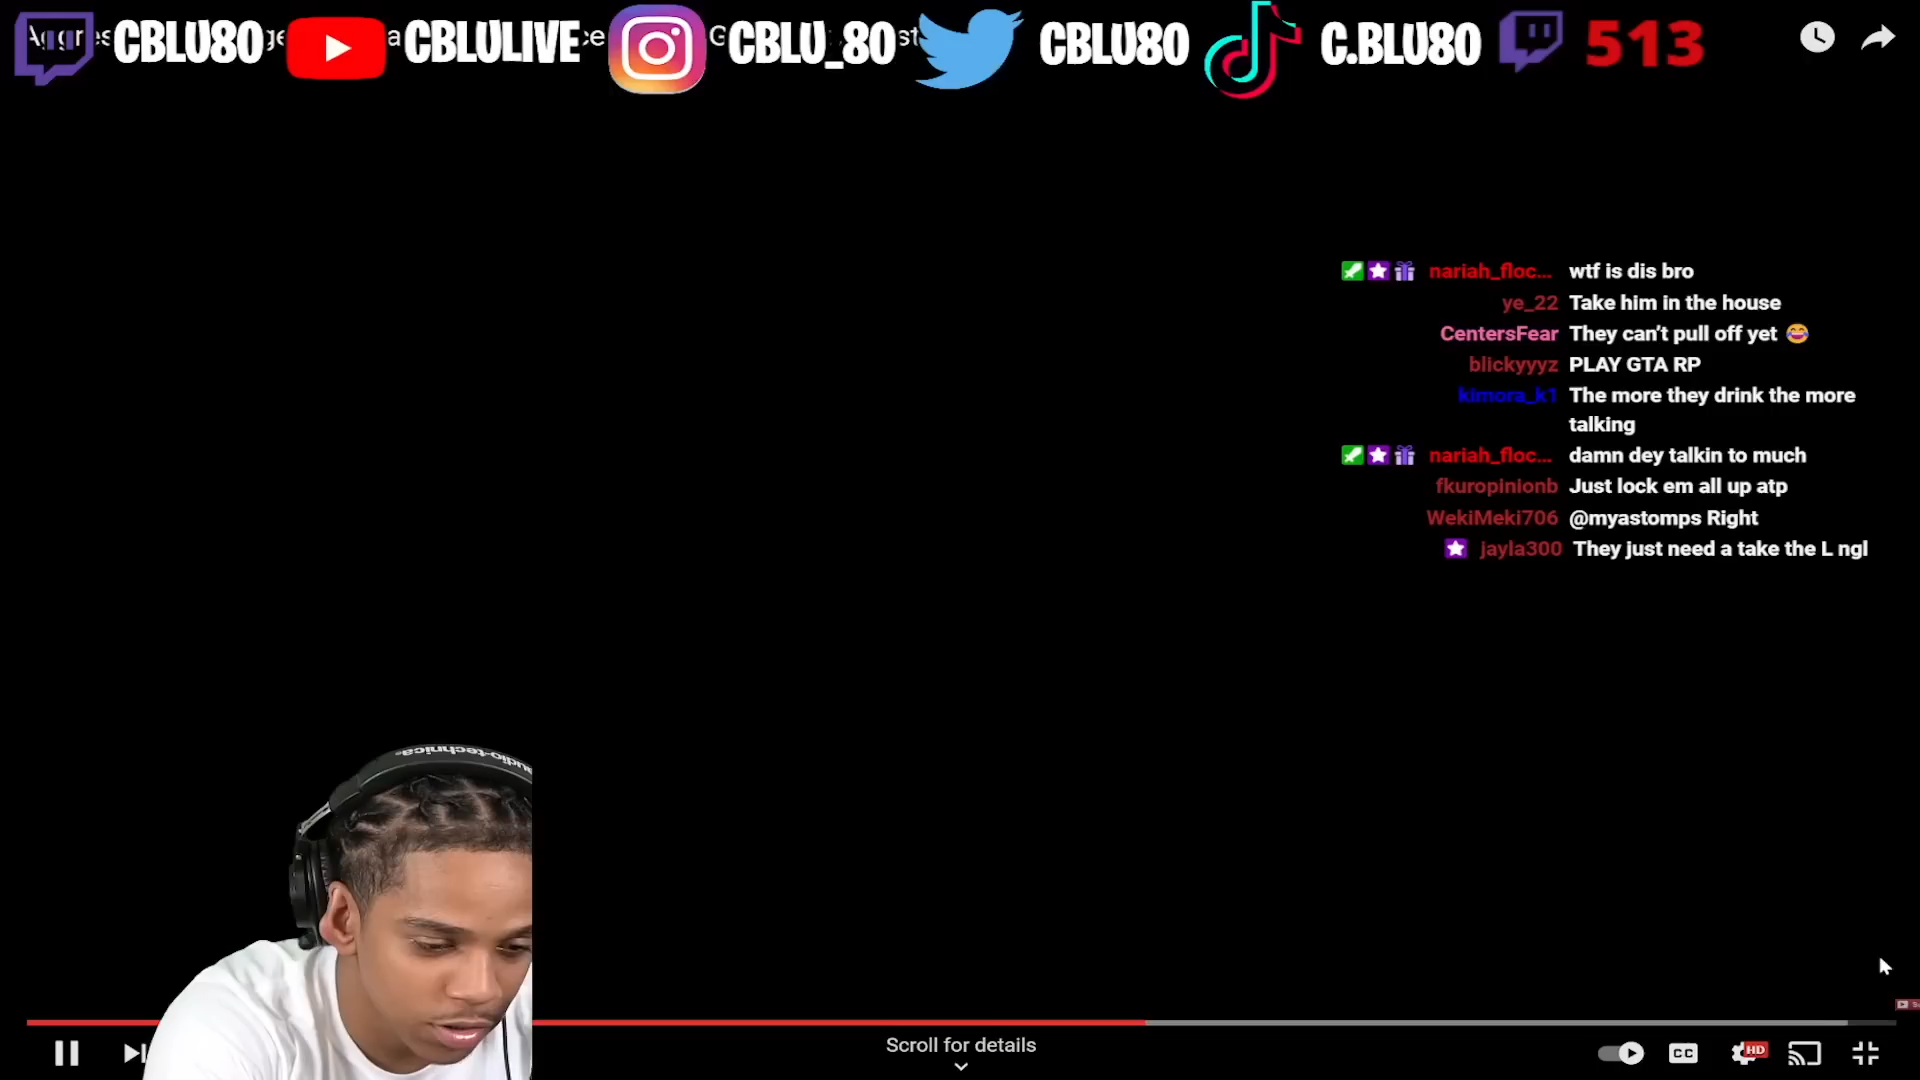 CBLU80 CBLULIVE CBLU_80 CBLU80 C.BLU80 513
nariah_floc... wtf is dis bro
ye_22 Take him in the house
CentersFear They can't pull off yet 😂
blickyyyz PLAY GTA RP
kimora_k1 The more they drink the more
talking
nariah_floc... damn dey talkin to much
fkuropinionb Just lock em all up atp
WekiMeki706 @myastomps Right
jayla300 They just need a take the L ngl
audio-technica
Scroll for details
CC
HD